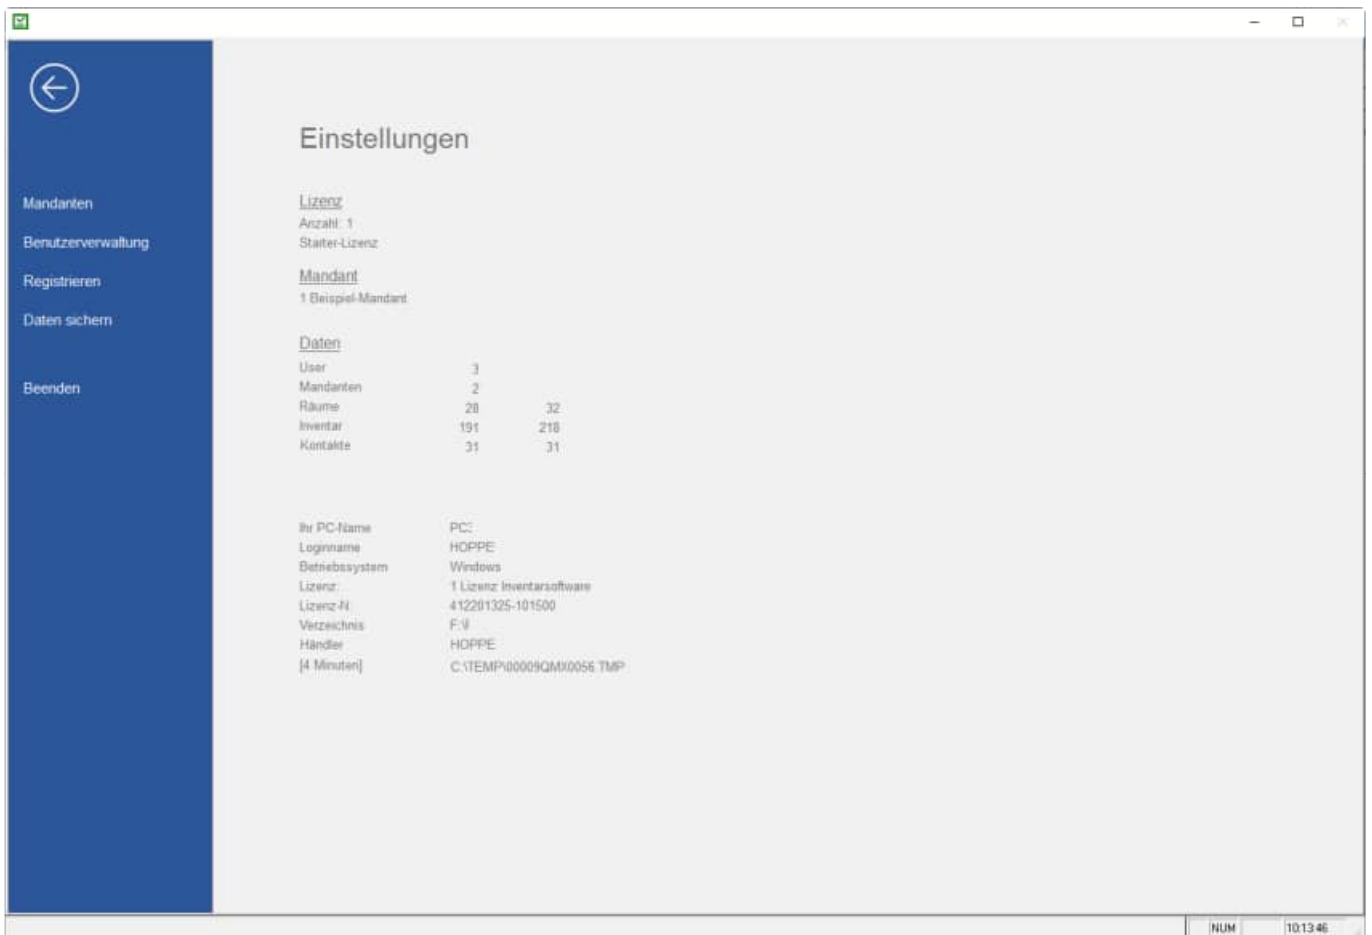 Mandanten
Benutzerverwaltung
Registrieren
Daten sichern
Beenden
Einstellungen
Lizenz
Anzahl: 1
Starter-Lizenz
Mandant
1 Beispiel-Mandant
Daten
User 3
Mandanten 2
Räume 28 32
Inventar 191 218
Kontakte 31 31
Ihr PC-Name PC
Loginname HOPPE
Betriebssystem Windows
Lizenz: 1 Lizenz Inventarsoftware
Lizenz-N 412201325-101500
Verzeichnis
Händler HOPPE
[4 Minuten] C:\TEMP\00009QMX0056.TMP
NUM 10:13:46